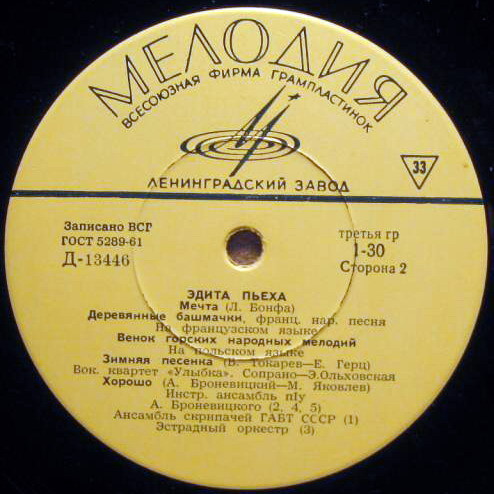 МЕЛОДИЯ
ВСЕСОЮЗНАЯ ФИРМА ГРАМПЛАСТИНОК
33
ЛЕНИНГРАДСКИЙ ЗАВОД
Записано ВСГ
ГОСТ 5289-61
Д-13446
третья гр
1-30
Сторона 2
ЭДИТА ПЬЕХА
Мечта (Л. Бонфа)
Деревянные башмачки, франц. нар. песня
На французском языке
Венок горских народных мелодий
На польском языке
Зимняя песенка (В. Токарев—Е. Герц)
Вок. квартет «Улыбка». Сопрано—Э.Ольховская
Хорошо (А. Броневицкий—М. Яковлев)
Инстр. ансамбль п/у
А. Броневицкого (2, 4, 5)
Ансамбль скрипачей ГАБТ СССР (1)
Эстрадный оркестр (3)